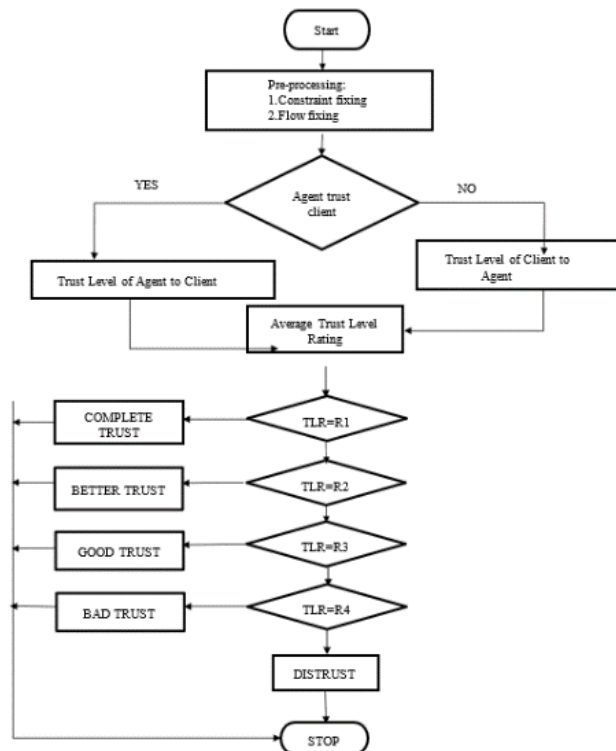 Start
Pre-processing:
1.Constraint fixing
2.Flow fixing
YES
Agent trust
client
NO
Trust Level of Agent to Client
Trust Level of Client to
Agent
Average Trust Level
Rating
COMPLETE
TRUST
TLR=R1
BETTER TRUST
TLR=R2
GOOD TRUST
TLR=R3
BAD TRUST
TLR=R4
DISTRUST
STOP